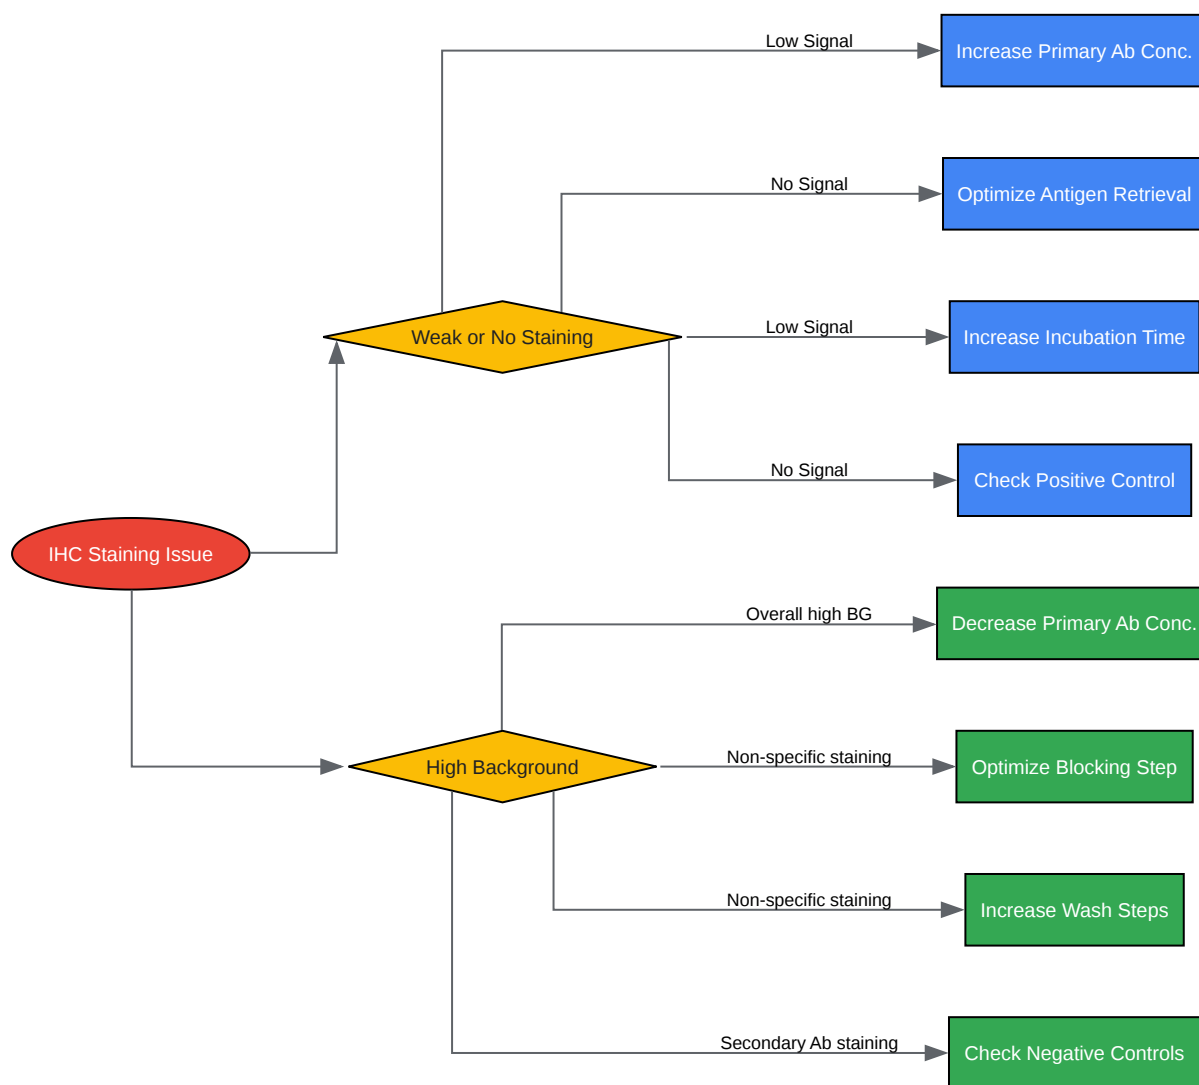 Low Signal
Increase Primary Ab Conc.
No Signal
Optimize Antigen Retrieval
Weak or No Staining
Low Signal
Increase Incubation Time
No Signal
Check Positive Control
IHC Staining Issue
Overall high BG
Decrease Primary Ab Conc.
High Background
Non-specific staining
Optimize Blocking Step
Non-specific staining
Increase Wash Steps
Secondary Ab staining
Check Negative Controls